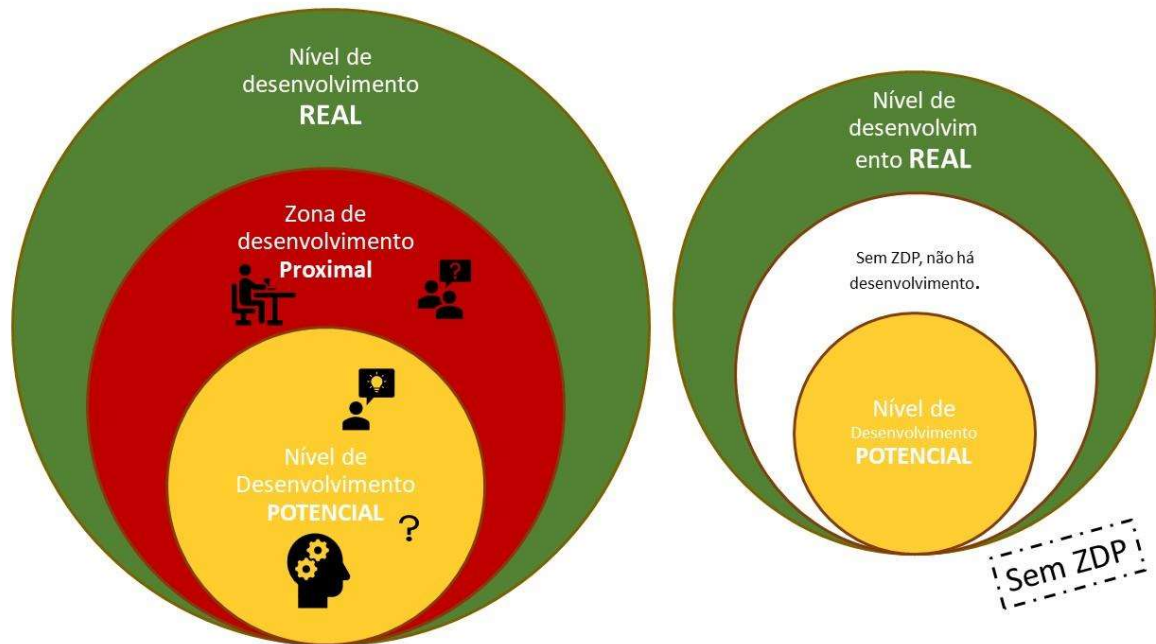 Nível de
desenvolvimento
REAL
Zona de
desenvolvimento
Proximal
?
Nível de
Desenvolvimento
POTENCIAL
?
Nível de
desenvolvim
ento REAL
Sem ZDP, não há
desenvolvimento.
Nível de
Desenvolvimento
POTENCIAL
Sem ZDP